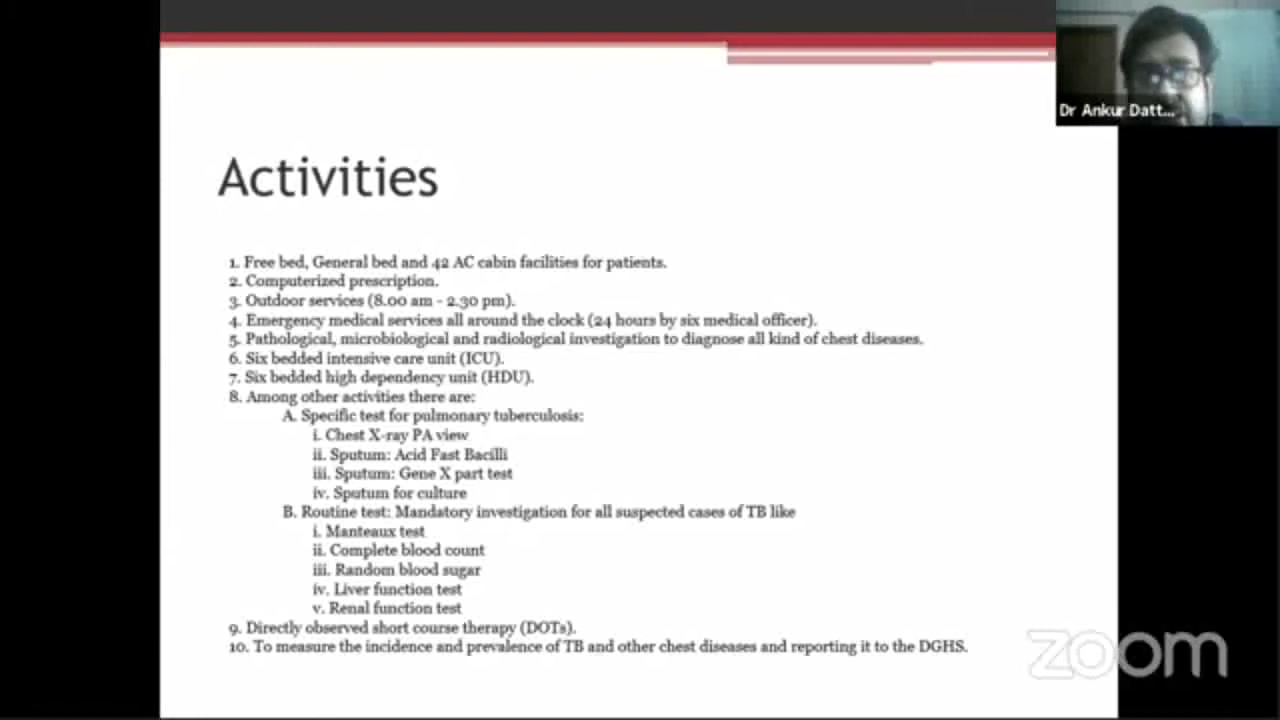 Dr Ankur Datt...
Activities
1. Free bed, General bed and 42 AC cabin facilities for patients.
2. Computerized prescription.
3. Outdoor services (8.00 am - 2.30 pm).
4. Emergency medical services all around the clock (24 hours by six medical officer).
5. Pathological, microbiological and radiological investigation to diagnose all kind of chest diseases.
6. Six bedded intensive care unit (ICU).
7. Six bedded high dependency unit (HDU).
8. Among other activities there are:
A. Specific test for pulmonary tuberculosis:
i. Chest X-ray PA view
ii. Sputum: Acid Fast Bacilli
iii. Sputum: Gene X part test
iv. Sputum for culture
B. Routine test: Mandatory investigation for all suspected cases of TB like
i. Manteaux test
ii. Complete blood count
iii. Random blood sugar
iv. Liver function test
v. Renal function test
9. Directly observed short course therapy (DOTs).
10. To measure the incidence and prevalence of TB and other chest diseases and reporting it to the DGHS.
zoom